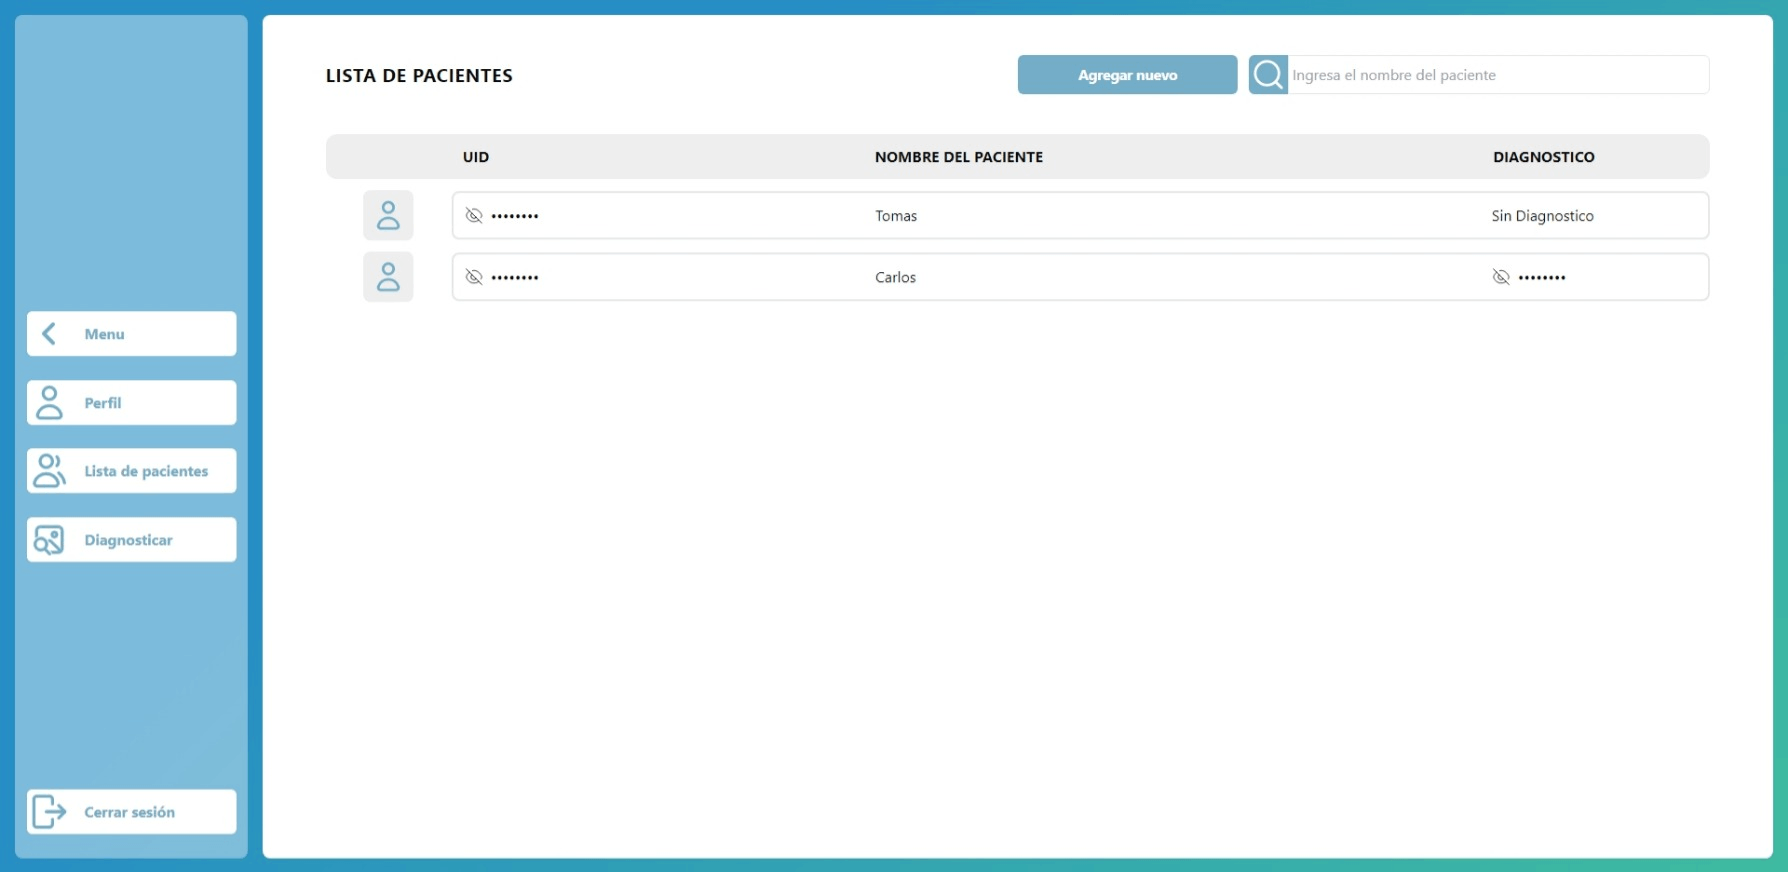 LISTA DE PACIENTES
Agregar nuevo
Ingresa el nombre del paciente
UID NOMBRE DEL PACIENTE DIAGNOSTICO
•••••••• Tomas Sin Diagnostico
•••••••• Carlos ••••••••
Menu
Perfil
Lista de pacientes
Diagnosticar
Cerrar sesión